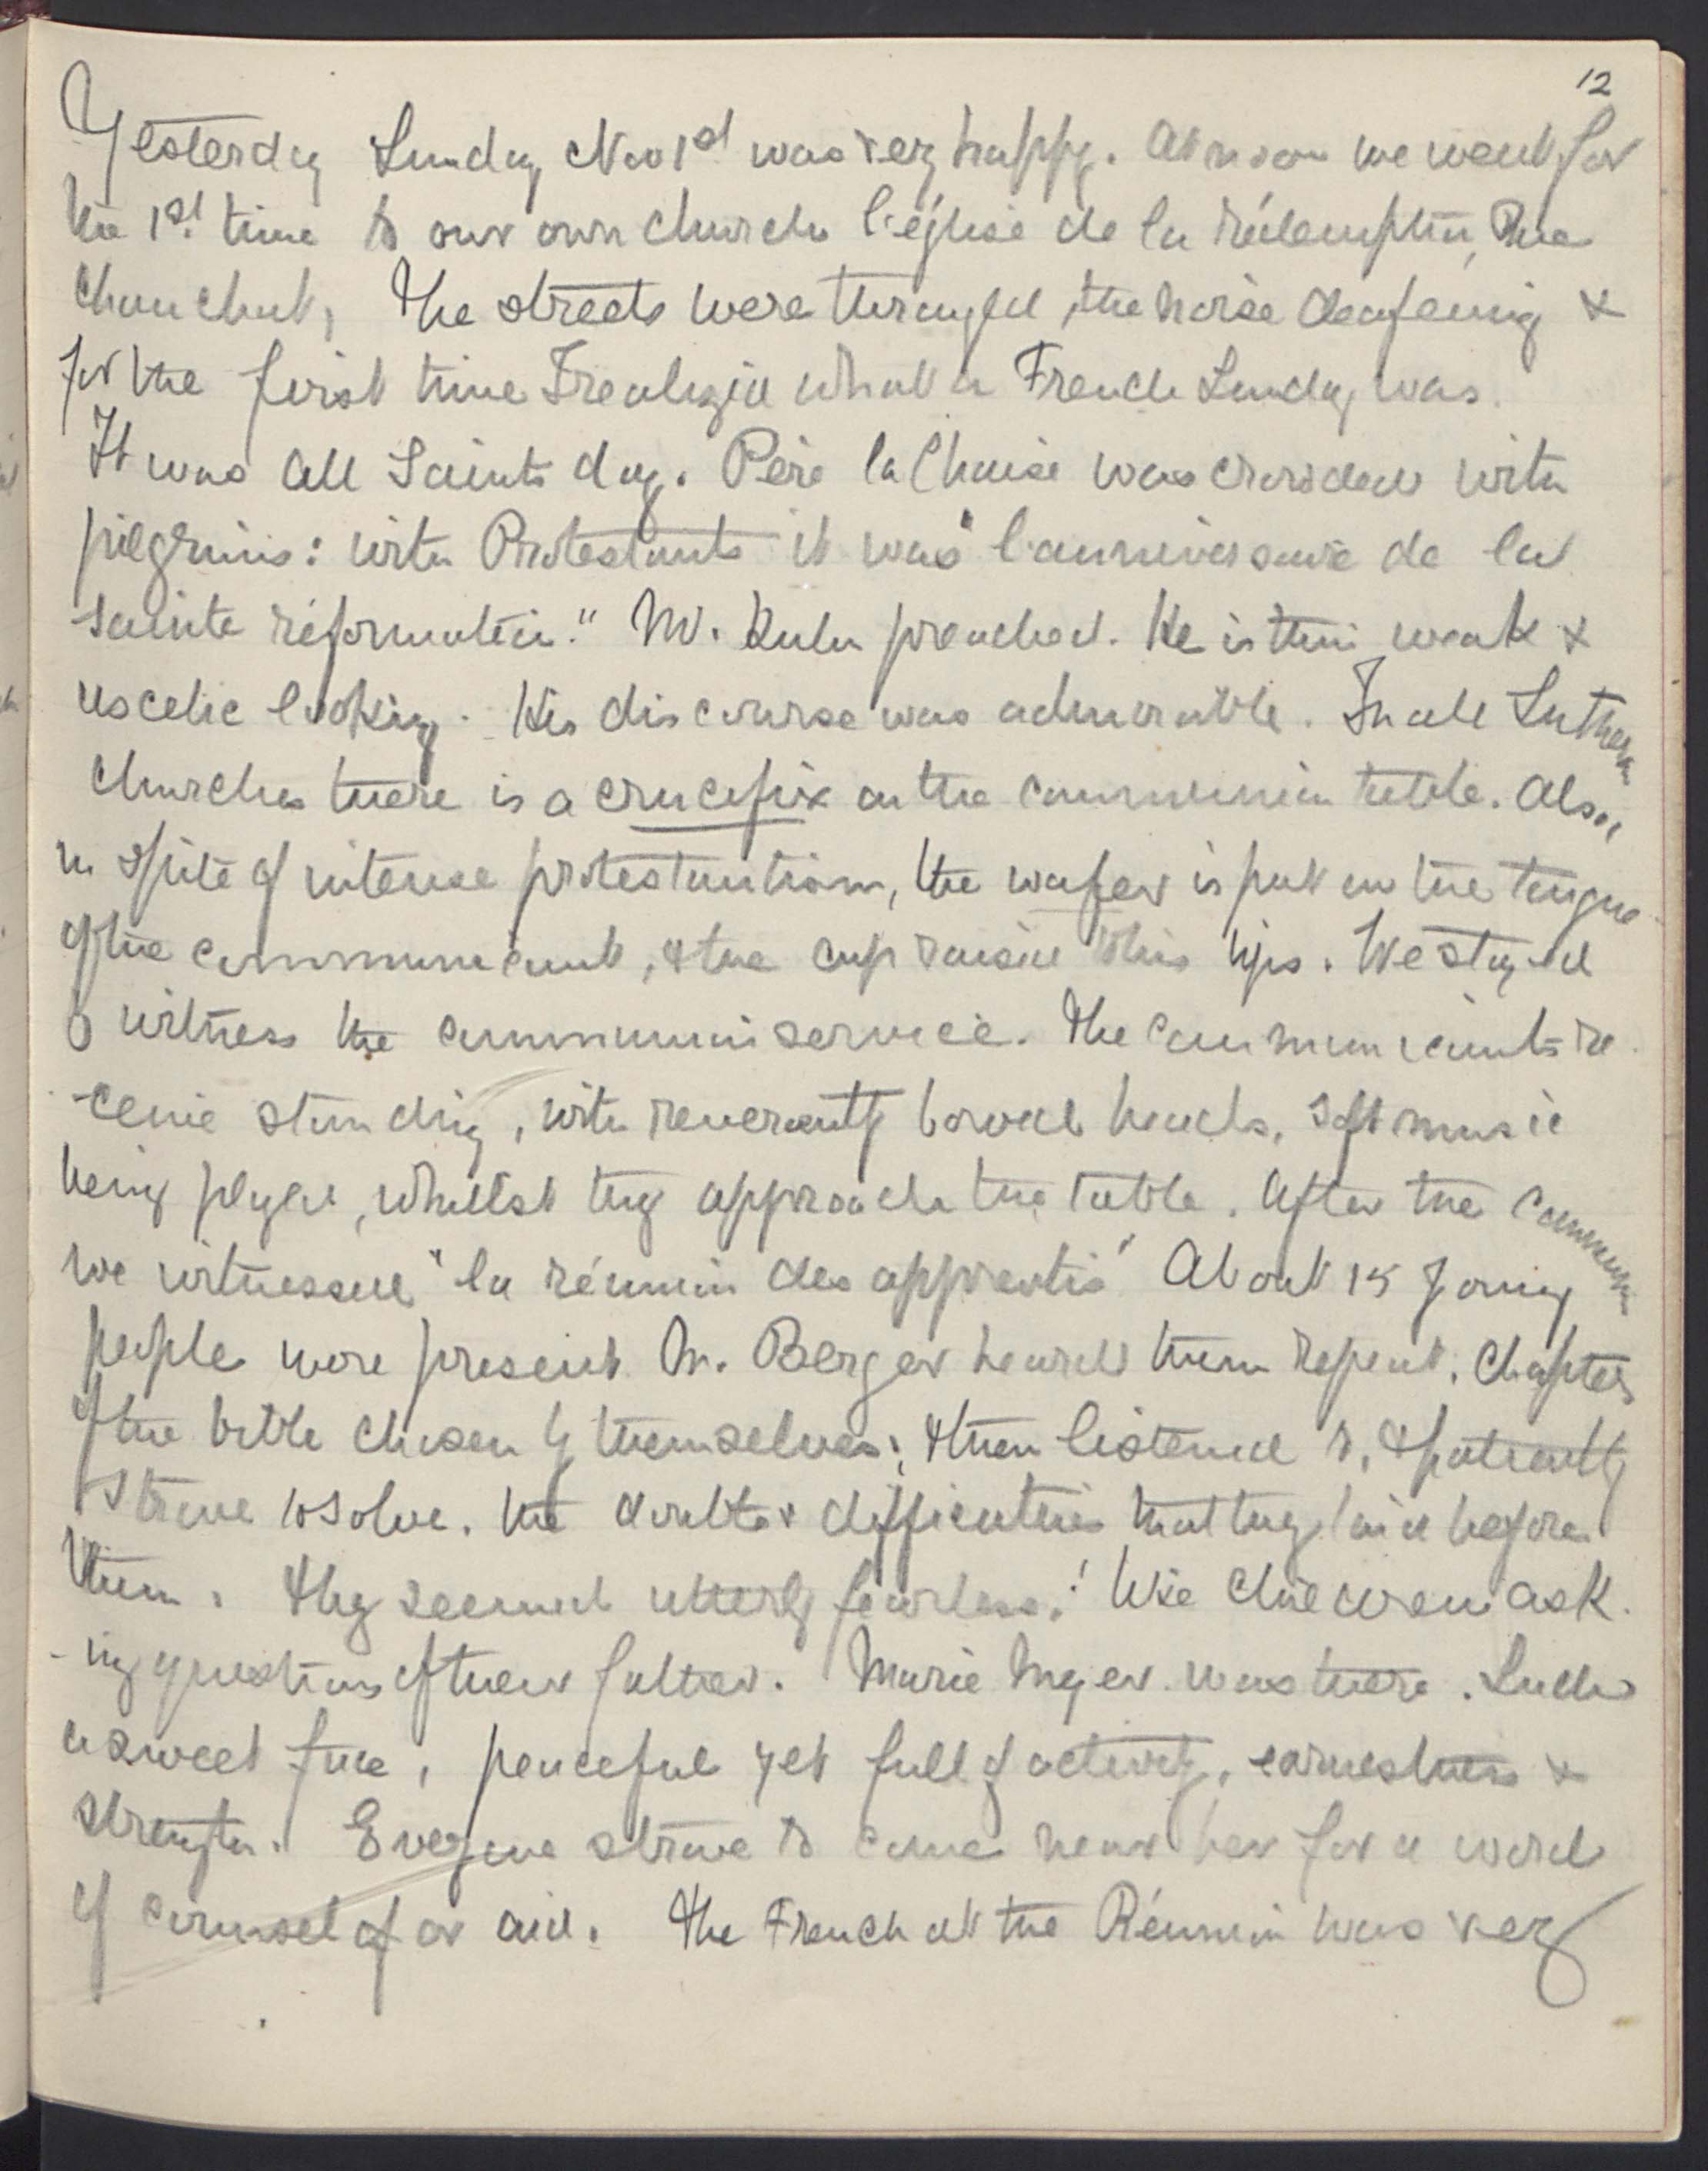 12
Yesterday Sunday Nov 1st was very happy. At noon we went for
the 1st time to our own church l'église de la rédemption, Rue
Chauchat, The streets were thronged, the noise deafening &
for the first time I realized what a French Sunday was.
It was All Saints day. Père la Chaise was crowded with
pilgrims: with Protestants it was "l'anniversaire de la
sainte réformation." M. Kuhn preached. He is thin weak &
ascetic looking. His discourse was admirable. In all Lutheran
churches there is a crucifix on the communion table. Also,
in spite of intense protestantism, the wafer is put on the tongue
of the communicant, & the cup raised to his lips. We stayed
to witness the communion service. The communicants re
-ceive standing, with reverently bowed heads, soft music
being played, whilst they approach the table. After the communion
we witnessed "la réunion des apprentis" About 15 young
people were present M. Berger heard them repeat, chapters
of the bible chosen by themselves; & then listened to, & patiently
strove to solve, the doubts & difficulties that they laid before
them. They seemed utterly fearless! like children ask
-ing questions of their father. Marie Meyer was there. Such
a sweet face, peaceful yet full of activity, earnestness &
strength. Everyone strove to come near her for a word
of counsel of or aid. The French at the Réunion was very